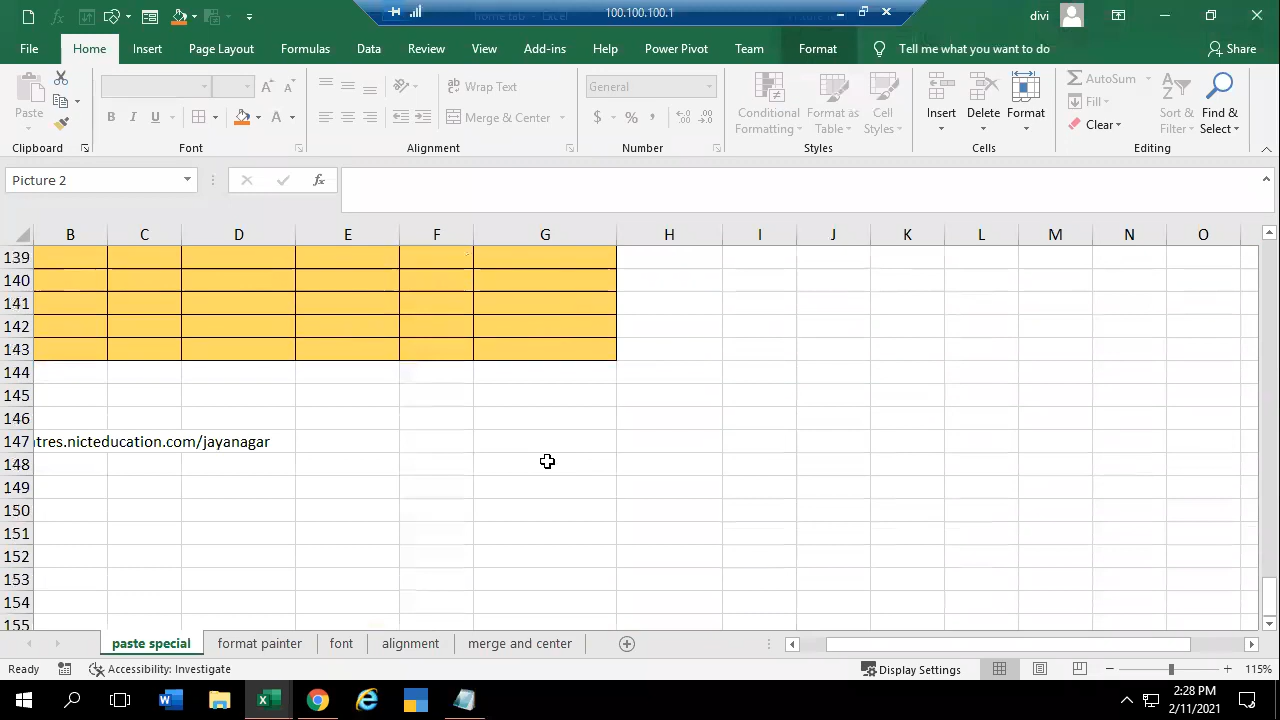 100.100.100.1
divi
File Home Insert Page Layout Formulas Data Review View Add-ins Help Power Pivot Team Format Tell me what you want to do Share
Paste
Clipboard
B I U A
Font
Wrap Text
Merge & Center
Alignment
General
$ % ,
Number
Conditional Formatting
Format as Table
Cell Styles
Styles
Insert Delete Format
Cells
AutoSum
Fill
Clear
Sort & Filter
Find & Select
Editing
Picture 2
fx
B C D E F G H I J K L M N O
139
140
141
142
143
144
145
146
147 tres.nicteducation.com/jayanagar
148
149
150
151
152
153
154
155
paste special format painter font alignment merge and center
Ready Accessibility: Investigate Display Settings 115%
2:28 PM
2/11/2021